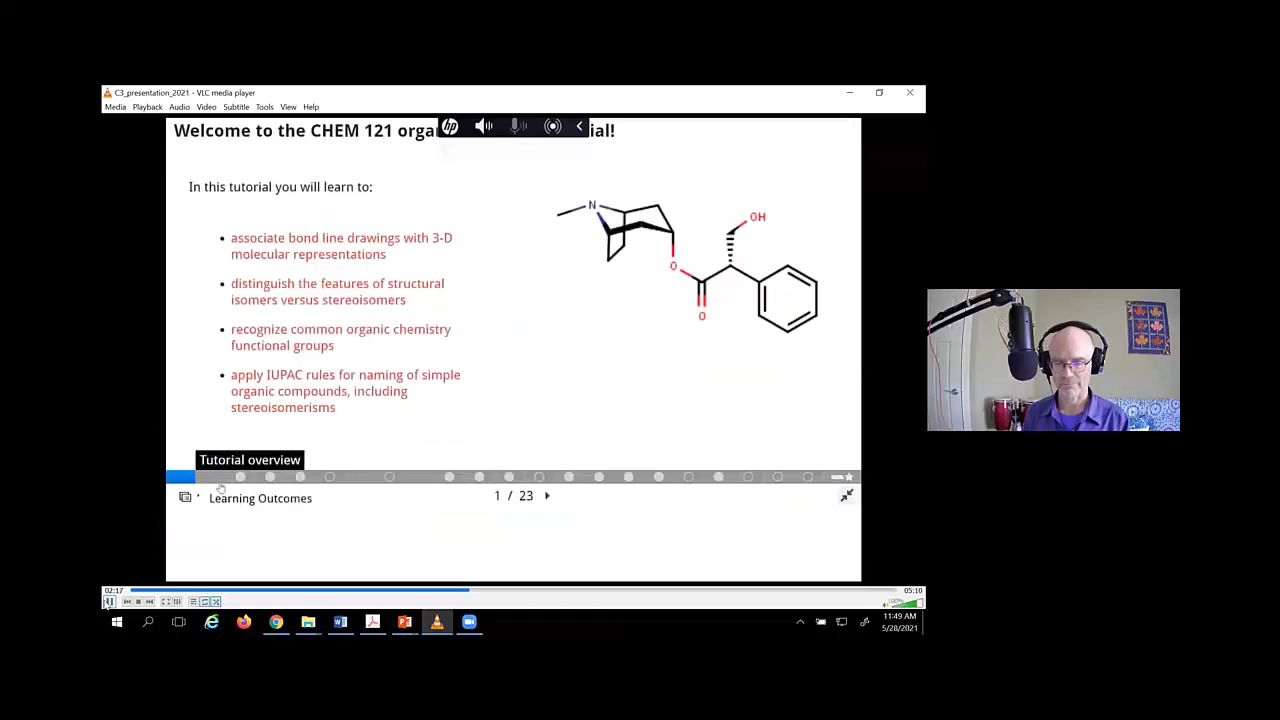 C3_presentation_2021 - VLC media player
Media Playback Audio Video Subtitle Tools View Help
Welcome to the CHEM 121 orga
ial!
hp
In this tutorial you will learn to:
• associate bond line drawings with 3-D
molecular representations
• distinguish the features of structural
isomers versus stereoisomers
• recognize common organic chemistry
functional groups
• apply IUPAC rules for naming of simple
organic compounds, including
stereoisomerisms
N
OH
O
O
Tutorial overview
Learning Outcomes
1 / 23
02:17
05:10
100%
11:49 AM
5/28/2021